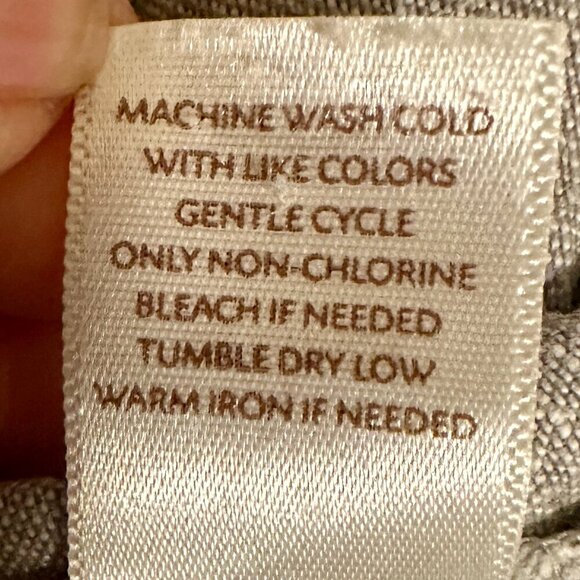 MACHINE WASH COLD
WITH LIKE COLORS
GENTLE CYCLE
ONLY NON-CHLORINE
BLEACH IF NEEDED
TUMBLE DRY LOW
WARM IRON IF NEEDED